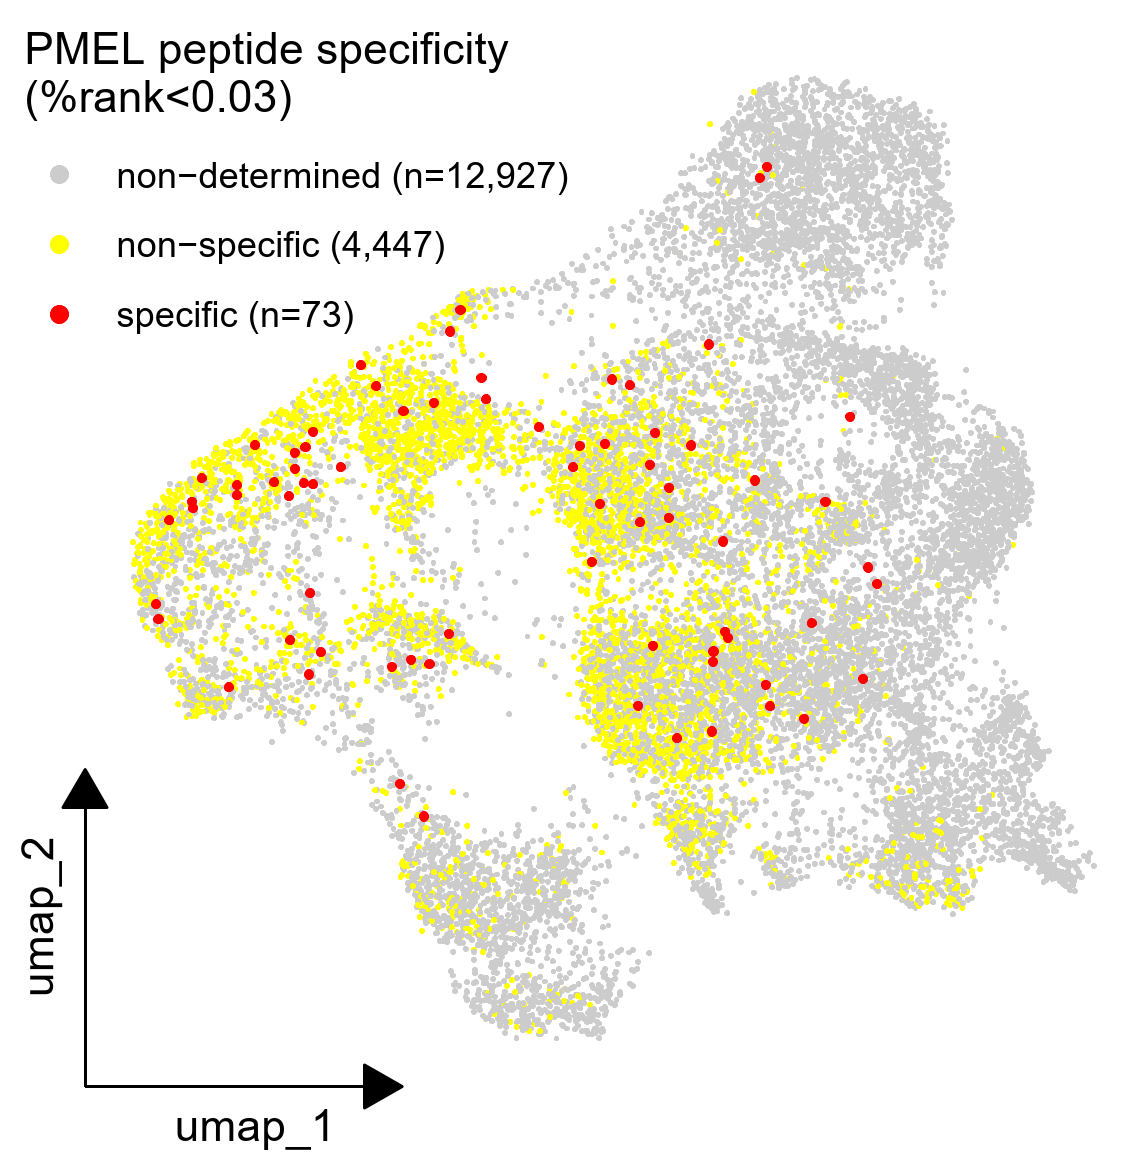 PMEL peptide specificity
(%rank<0.03)
non−determined (n=12,927)
non−specific (4,447)
specific (n=73)
umap_2
umap_1